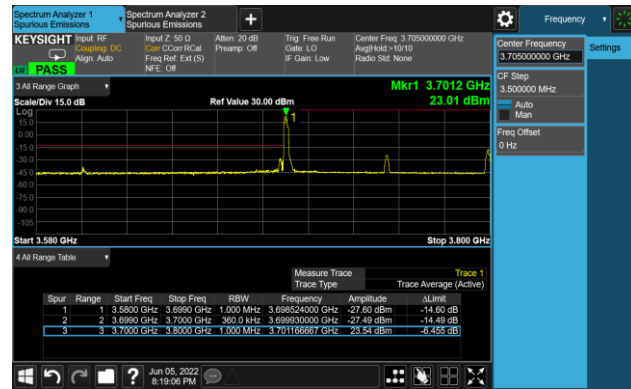 Spectrum Analyzer 1
Spurious Emissions
Spectrum Analyzer 2
Spurious Emissions
+
Frequency
KEYSIGHT
Input: RF
Coupling: DC
Align: Auto
Input Z: 50 Ω
Corr CCorr RCal
Freq Ref: Ext (S)
NFE: Off
Atten: 20 dB
Preamp: Off
Trig: Free Run
Gate: LO
IF Gain: Low
Center Freq: 3.705000000 GHz
Avg|Hold:>10/10
Radio Std: None
PASS
Center Frequency
3.705000000 GHz
Settings
CF Step
3.500000 MHz
Auto
Man
Freq Offset
0 Hz
3 All Range Graph
Mkr1 3.7012 GHz
Scale/Div 15.0 dB
Ref Value 30.00 dBm
23.01 dBm
Log
1
15.0
0.00
-15.0
-30.0
-45.0
-60.0
-75.0
-90.0
-105
Start 3.580 GHz
Stop 3.800 GHz
4 All Range Table
Measure Trace Trace 1
Trace Type Trace Average (Active)
Spur Range Start Freq Stop Freq RBW Frequency Amplitude ΔLimit
1 1 3.5800 GHz 3.6990 GHz 1.000 MHz 3.698524000 GHz -27.60 dBm -14.60 dB
2 2 3.6990 GHz 3.7000 GHz 360.0 kHz 3.699930000 GHz -27.49 dBm -14.49 dB
3 3 3.7000 GHz 3.8000 GHz 1.000 MHz 3.701166667 GHz 23.54 dBm -6.455 dB
?
Jun 05, 2022
8:19:06 PM